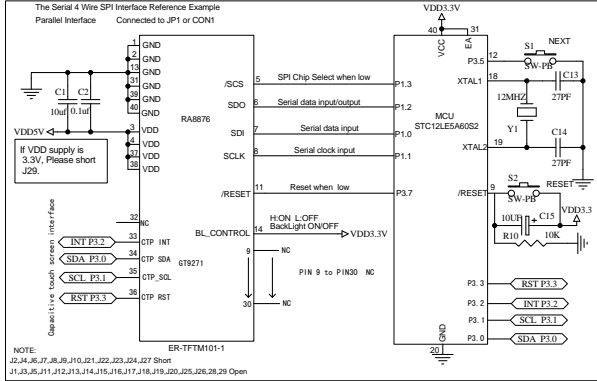 The Serial 4 Wire SPI Interface Reference Example
Parallel Interface Connected to JP1 or CON1
VDD3.3V
40
31
VCC
EA
1 GND
2 GND
13 GND
31 GND
39 GND
40 GND
C1
10uf
C2
0.1uf
VDD5V
3 VDD
4 VDD
37 VDD
38 VDD
If VDD supply is
3.3V, Please short
J29.
RA8876
/SCS 5 SPI Chip Select when low P1.3
SDO 6 Serial data input/output P1.2
SDI 7 Serial data input P1.0
SCLK 8 Serial clock input P1.1
/RESET 11 Reset when low P3.7
MCU
STC12LE5A60S2
P3.5 12
S1
NEXT
SW-PB
XTAL1 18
C13
27PF
12MHZ
Y1
XTAL2 19
C14
27PF
S2
/RESET 9
RESET
SW-PB
10UF
C15
VDD3.3
R10
10K
32
NC
BL_CONTROL 14
H:ON L:OFF
BackLight ON/OFF
VDD3.3V
Capacitive touch screen interface
INT P3.2 33 CTP INT
SDA P3.0 34 CTP SDA
SCL P3.1 35 CTP_SCL
RST P3.3 36 CTP RST
GT9271
9 NC
PIN 9 to PIN30 NC
30 NC
P3. 3 RST P3.3
P3. 2 INT P3.2
P3. 1 SCL P3.1
P3. 0 SDA P3.0
GND
20
ER-TFTM101-1
NOTE:
J2,J4,J6,J7,J8,J9,J10,J21,J22,J23,J24,J27 Short
J1,J3,J5,J11,J12,J13,J14,J15,J16,J17,J18,J19,J20,J25,J26,28,29 Open